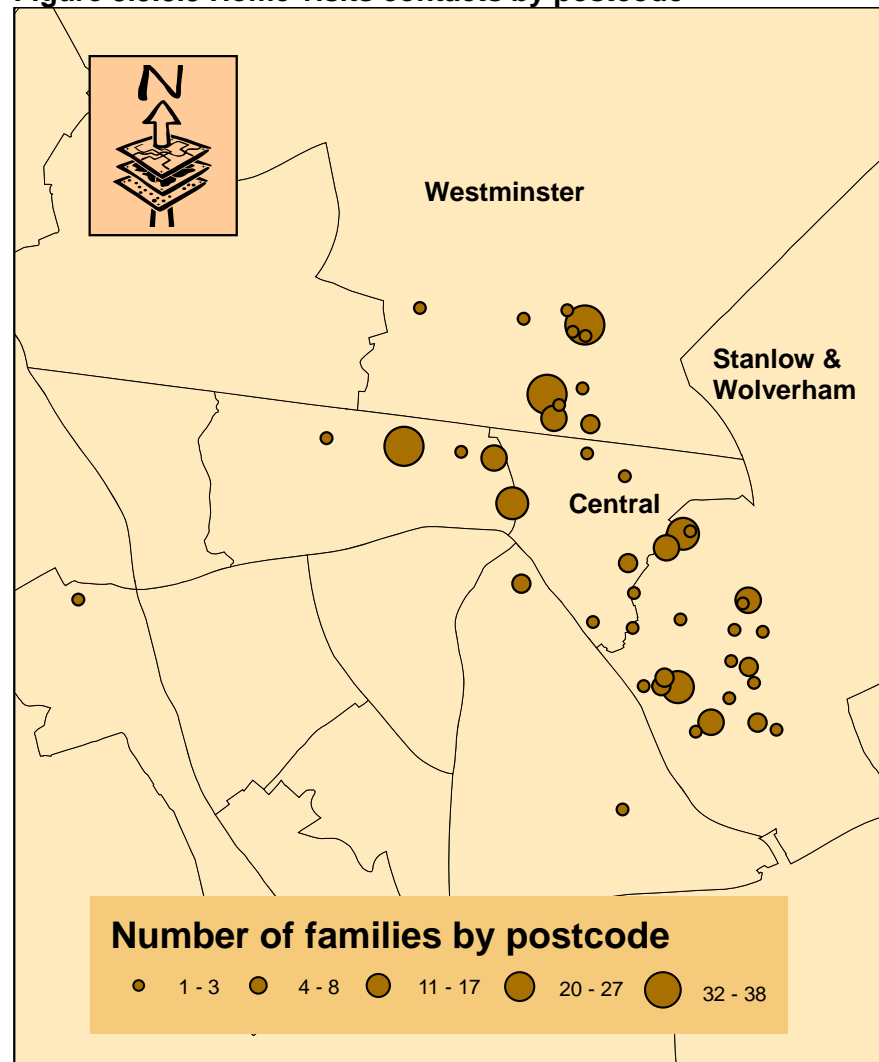 N
Westminster
Stanlow &
Wolverham
Central
Number of families by postcode
1 - 3
4 - 8
11 - 17
20 - 27
32 - 38